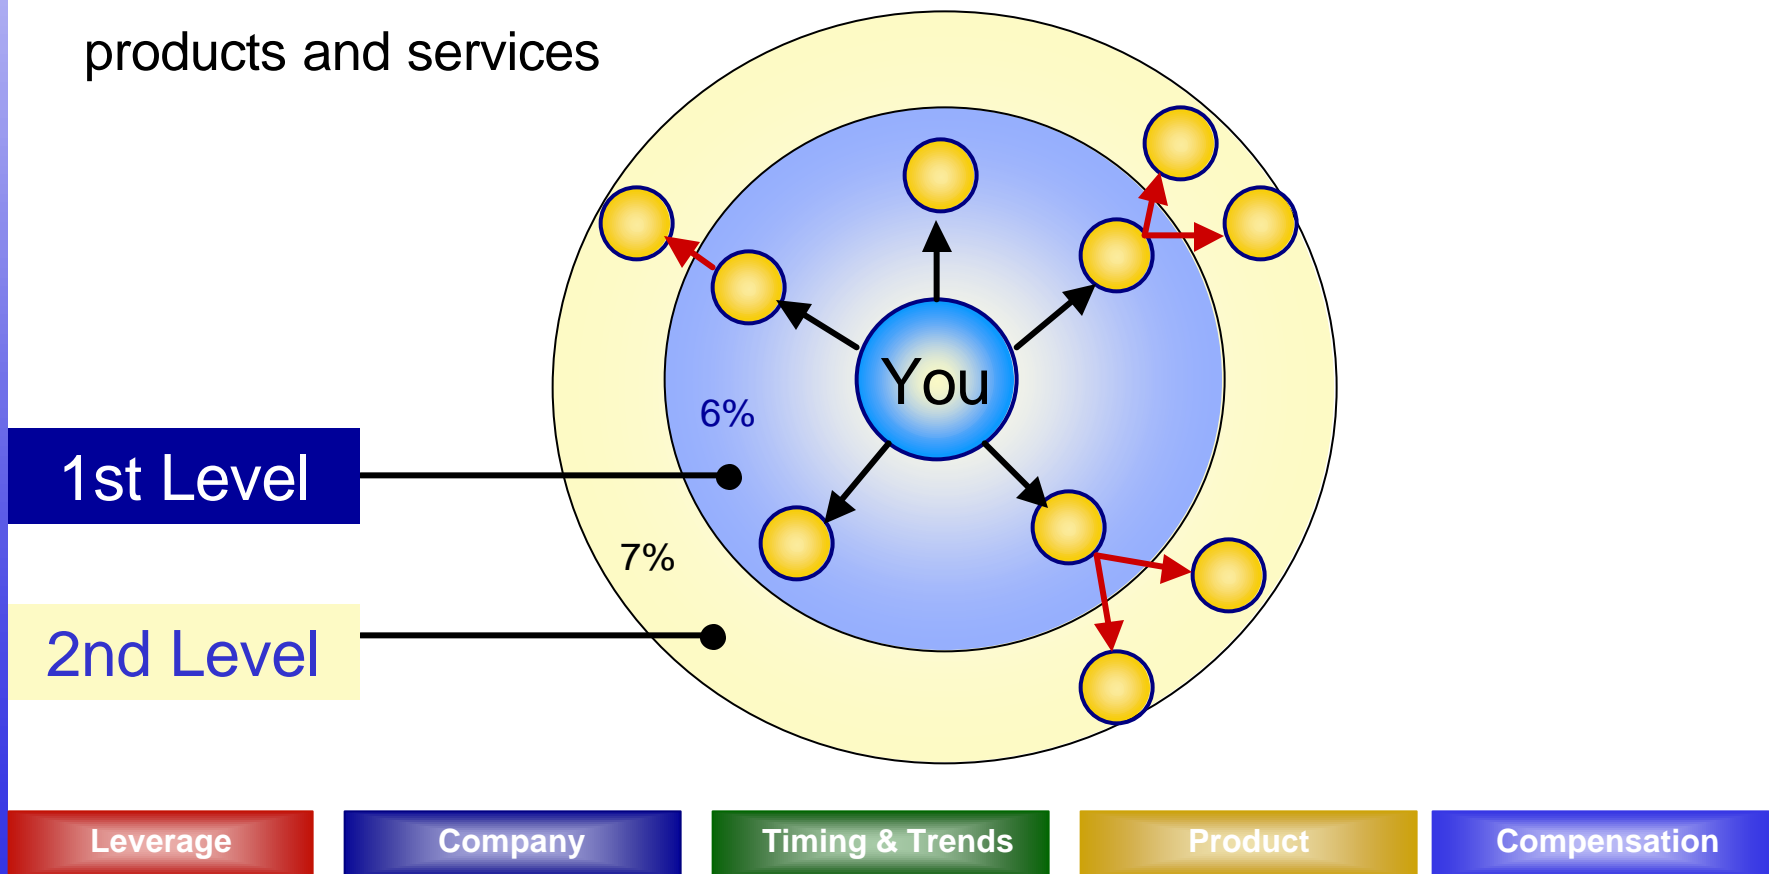 products and services
You
6%
1st Level
7%
2nd Level
Leverage
Company
Timing & Trends
Product
Compensation